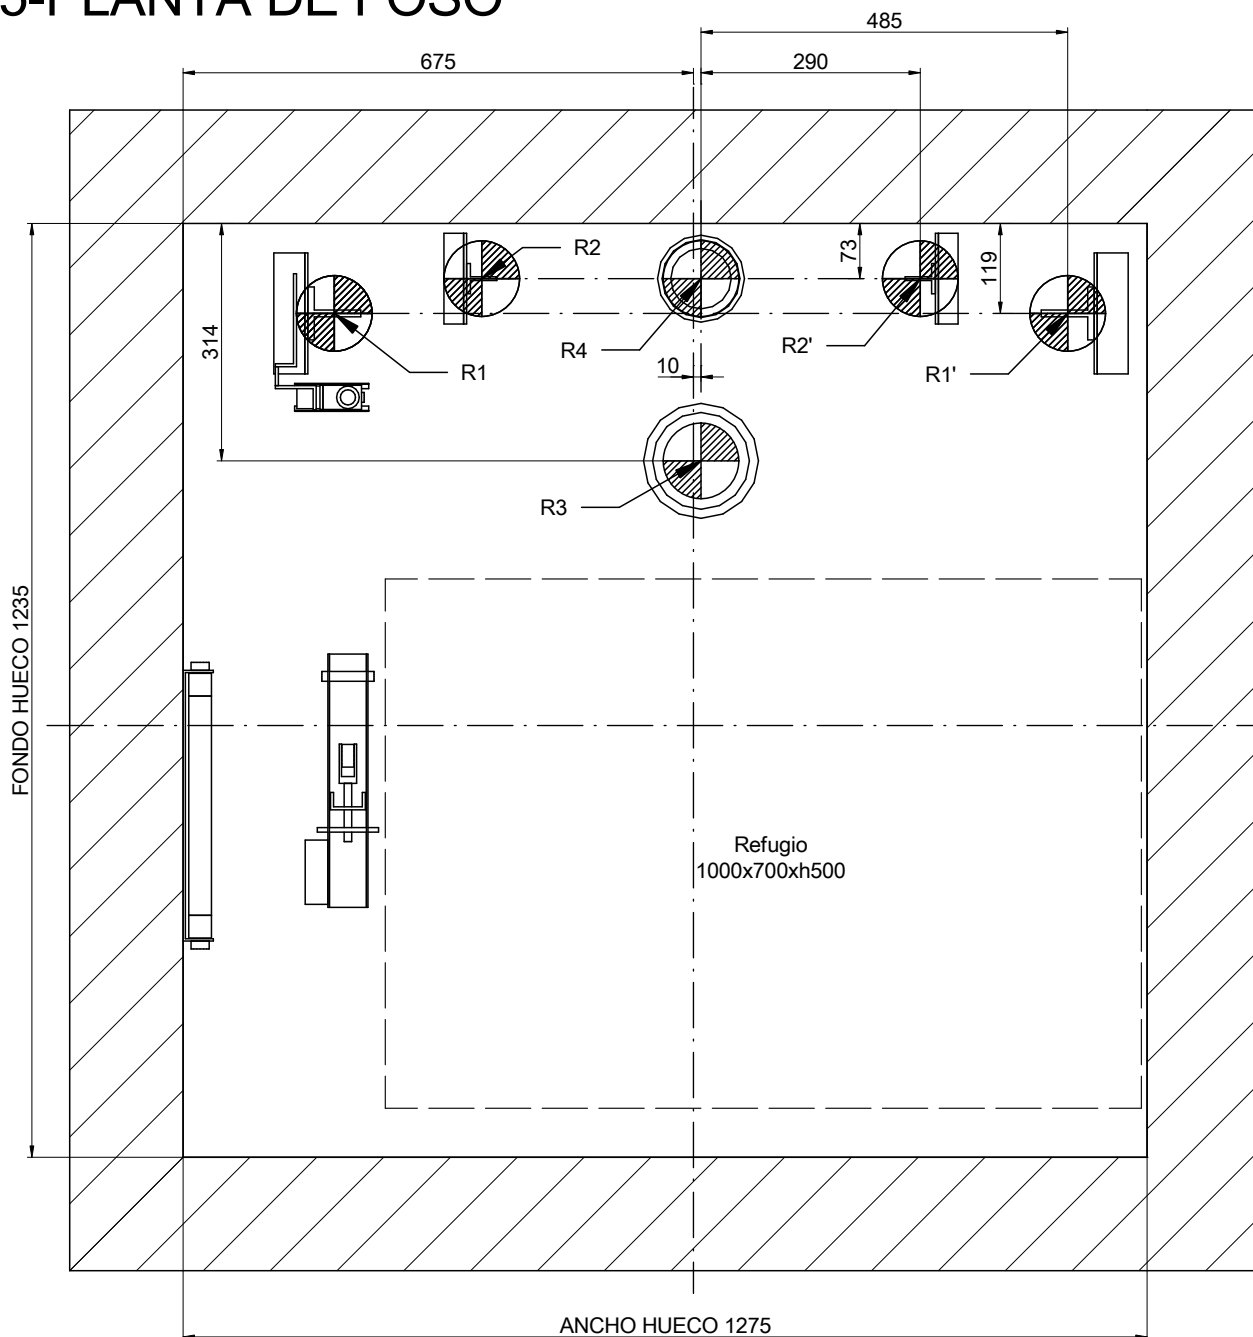 485
675
290
R2
73
119
314
R4
R2'
10
R1
R1'
R3
FONDO HUECO 1235
Refugio
1000x700xh500
ANCHO HUECO 1275